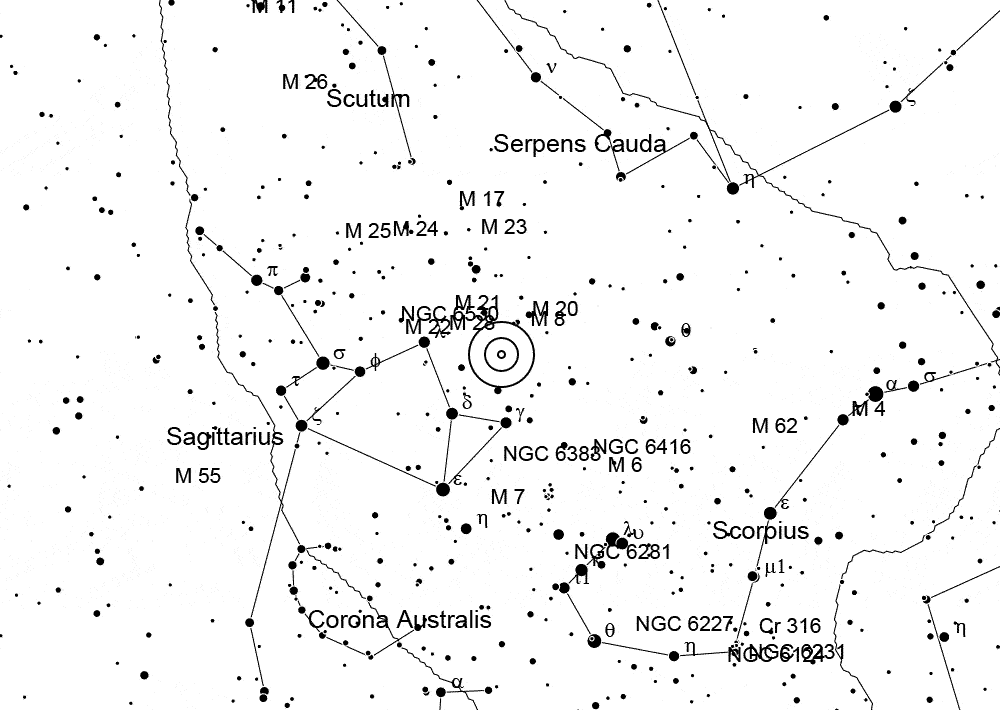 M 11
ν
M 26
Scutum
ζ
Serpens Cauda
η
M 17
M 25
M 24
M 23
π
M 21
NGC 6530
M 20
M 8
M 22
λ
M 28
θ
σ
φ
τ
α
σ
δ
γ
M 4
ζ
M 62
Sagittarius
NGC 6383
NGC 6416
M 6
M 55
ε
M 7
ε
η
λ
υ
Scorpius
NGC 6281
κ
ι1
μ1
Corona Australis
θ
NGC 6227
Cr 316
η
η
NGC 6124
NGC 6231
α